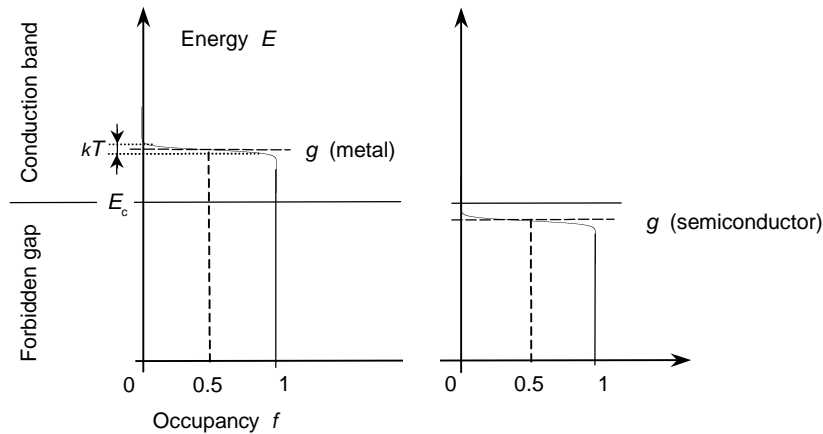 Conduction band
Energy E
kT
g (metal)
E_c
Forbidden gap
g (semiconductor)
0 0.5 1
0 0.5 1
Occupancy f